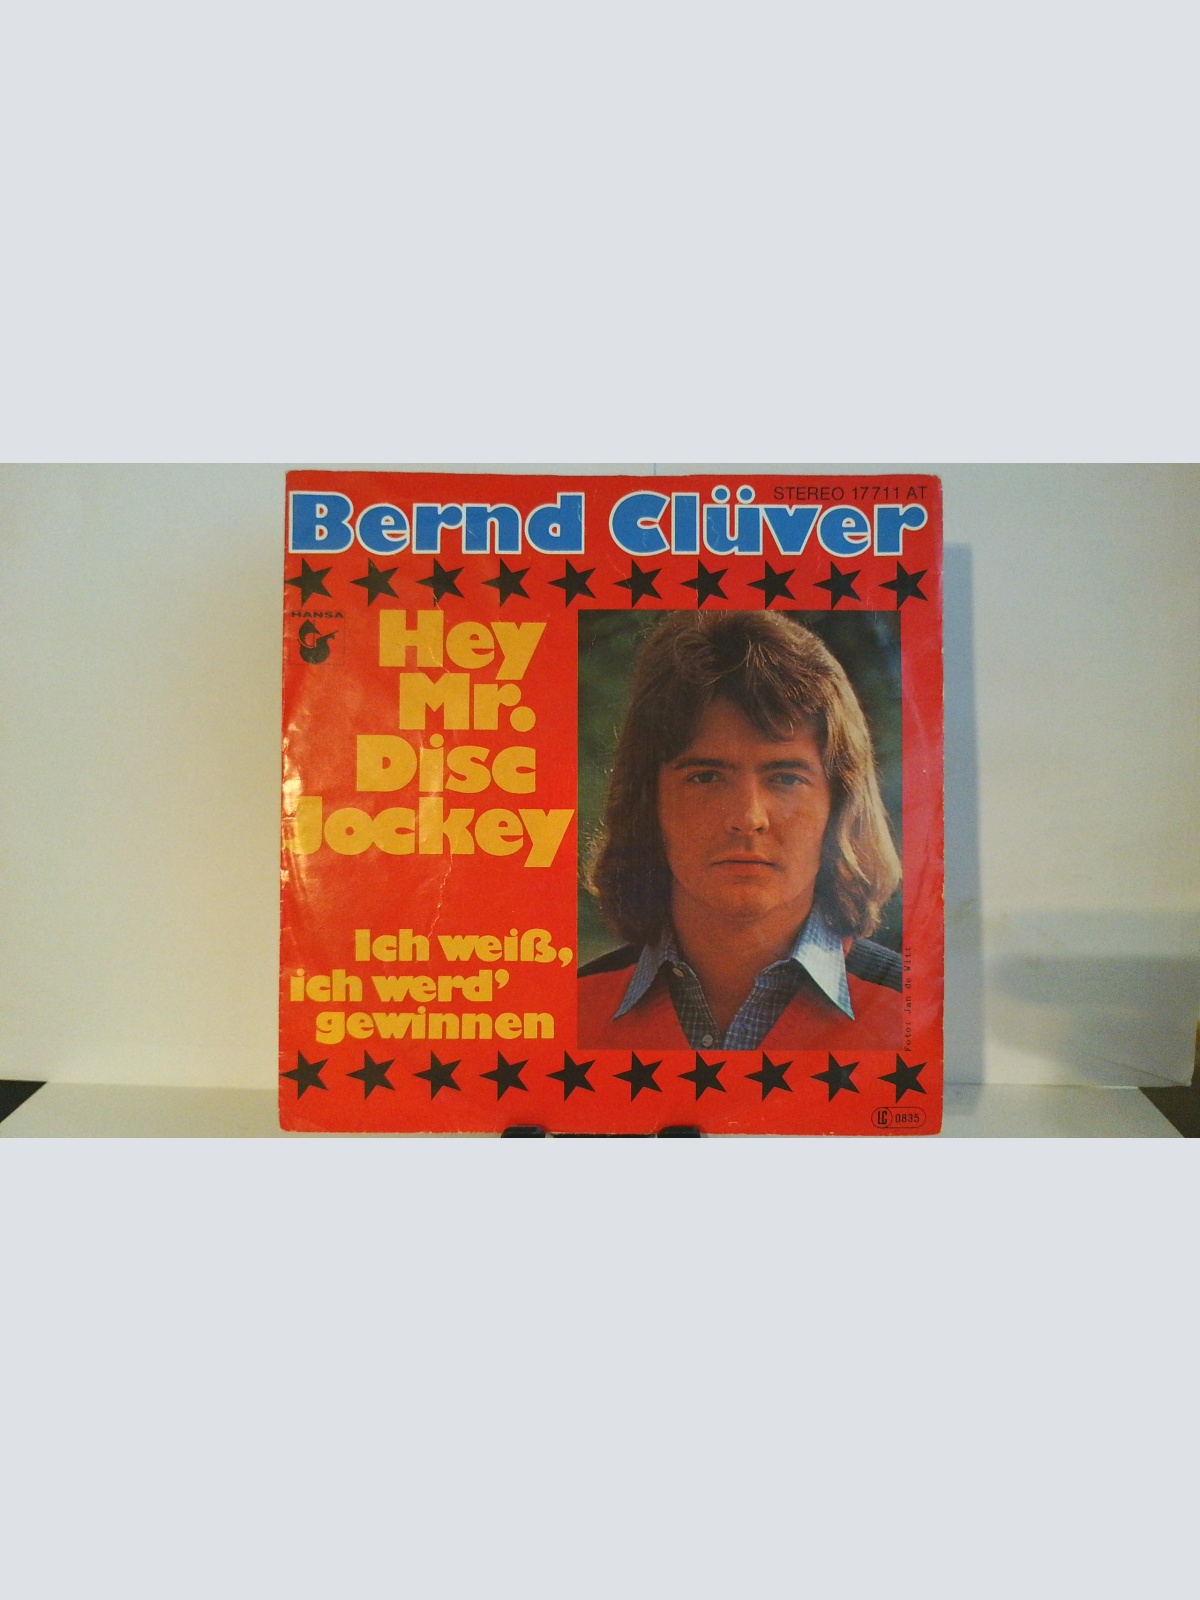 STEREO 17711 AT
Bernd Clüver
HANSA
Hey
Mr.
Disc
Jockey
Ich weiß,
ich werd'
gewinnen
Foto: Jan de Witt
LC 0835